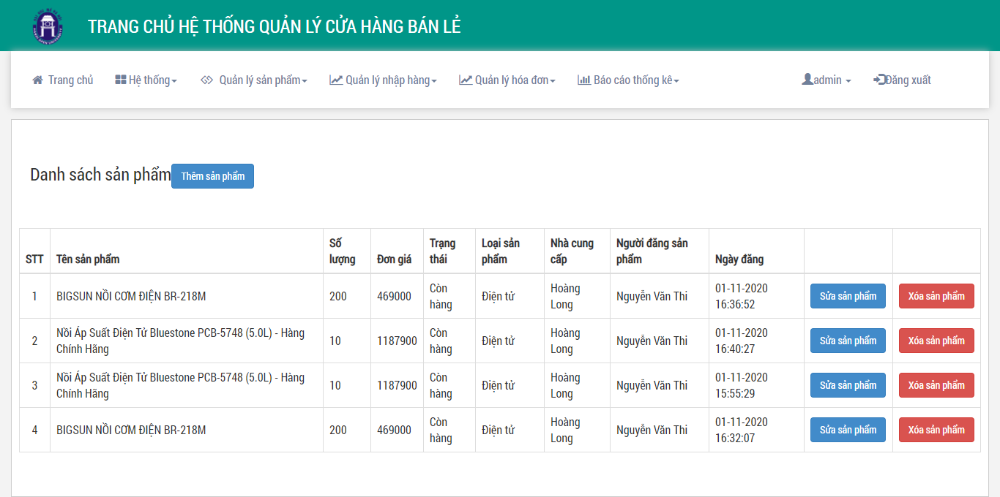 TRANG CHỦ HỆ THỐNG QUẢN LÝ CỬA HÀNG BÁN LẺ
Trang chủ Hệ thống Quản lý sản phẩm Quản lý nhập hàng Quản lý hóa đơn Báo cáo thống kê admin Đăng xuất
Danh sách sản phẩm Thêm sản phẩm
STT Tên sản phẩm Số lượng Đơn giá Trạng thái Loại sản phẩm Nhà cung cấp Người đăng sản phẩm Ngày đăng
1 BIGSUN NỒI CƠM ĐIỆN BR-218M 200 469000 Còn hàng Điện tử Hoàng Long Nguyễn Văn Thi 01-11-2020 16:36:52 Sửa sản phẩm Xóa sản phẩm
2 Nồi Áp Suất Điện Tử Bluestone PCB-5748 (5.0L) - Hàng Chính Hãng 10 1187900 Còn hàng Điện tử Hoàng Long Nguyễn Văn Thi 01-11-2020 16:40:27 Sửa sản phẩm Xóa sản phẩm
3 Nồi Áp Suất Điện Tử Bluestone PCB-5748 (5.0L) - Hàng Chính Hãng 10 1187900 Còn hàng Điện tử Hoàng Long Nguyễn Văn Thi 01-11-2020 15:55:29 Sửa sản phẩm Xóa sản phẩm
4 BIGSUN NỒI CƠM ĐIỆN BR-218M 200 469000 Còn hàng Điện tử Hoàng Long Nguyễn Văn Thi 01-11-2020 16:32:07 Sửa sản phẩm Xóa sản phẩm